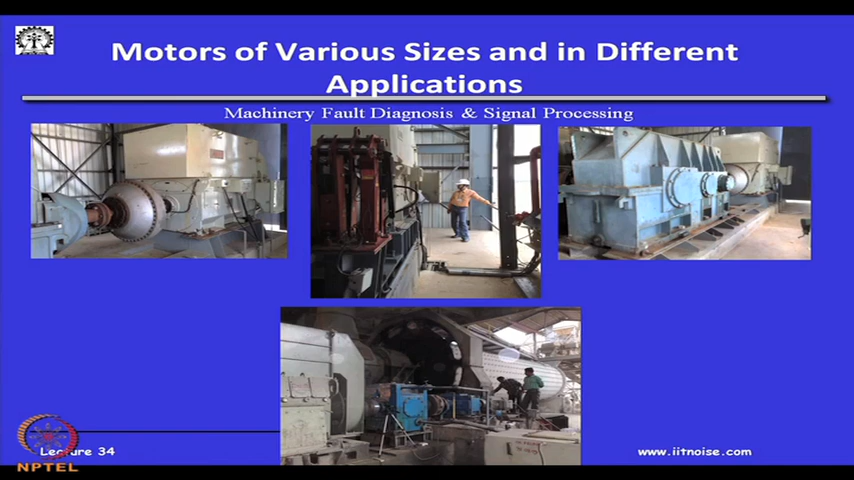 Motors of Various Sizes and in Different
Applications
Machinery Fault Diagnosis & Signal Processing
Lecture 34
NPTEL
www.iitnoise.com